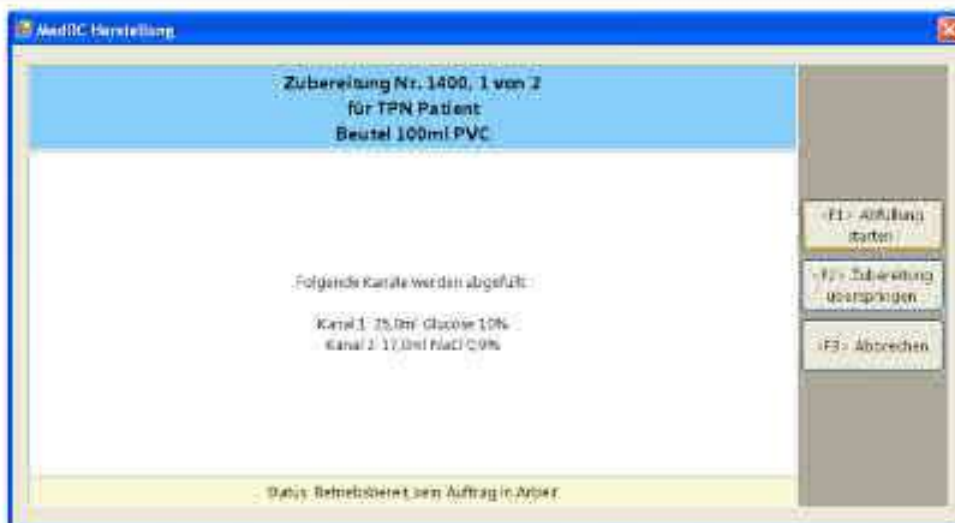 MedOC Herstellung
Zubereitung Nr. 1400, 1 von 2
für TPN Patient
Beutel 100ml PVC
Folgende Kanäle werden abgefüllt:
Kanal 1: 25,0ml Glucose 10%
Kanal 2: 17,0ml NaCl 0,9%
<F1> Abfüllung
starten
<F2> Zubereitung
überspringen
<F3> Abbrechen
Status: Betriebsbereit, kein Auftrag in Arbeit